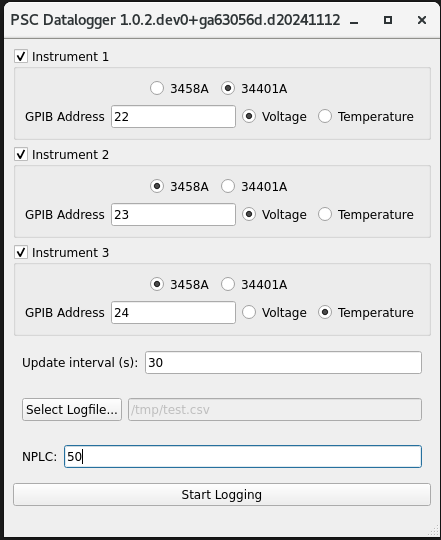 PSC Datalogger 1.0.2.dev0+ga63056d.d20241112
Instrument 1
3458A 34401A
GPIB Address 22 Voltage Temperature
Instrument 2
3458A 34401A
GPIB Address 23 Voltage Temperature
Instrument 3
3458A 34401A
GPIB Address 24 Voltage Temperature
Update interval (s): 30
Select Logfile... /tmp/test.csv
NPLC: 50
Start Logging